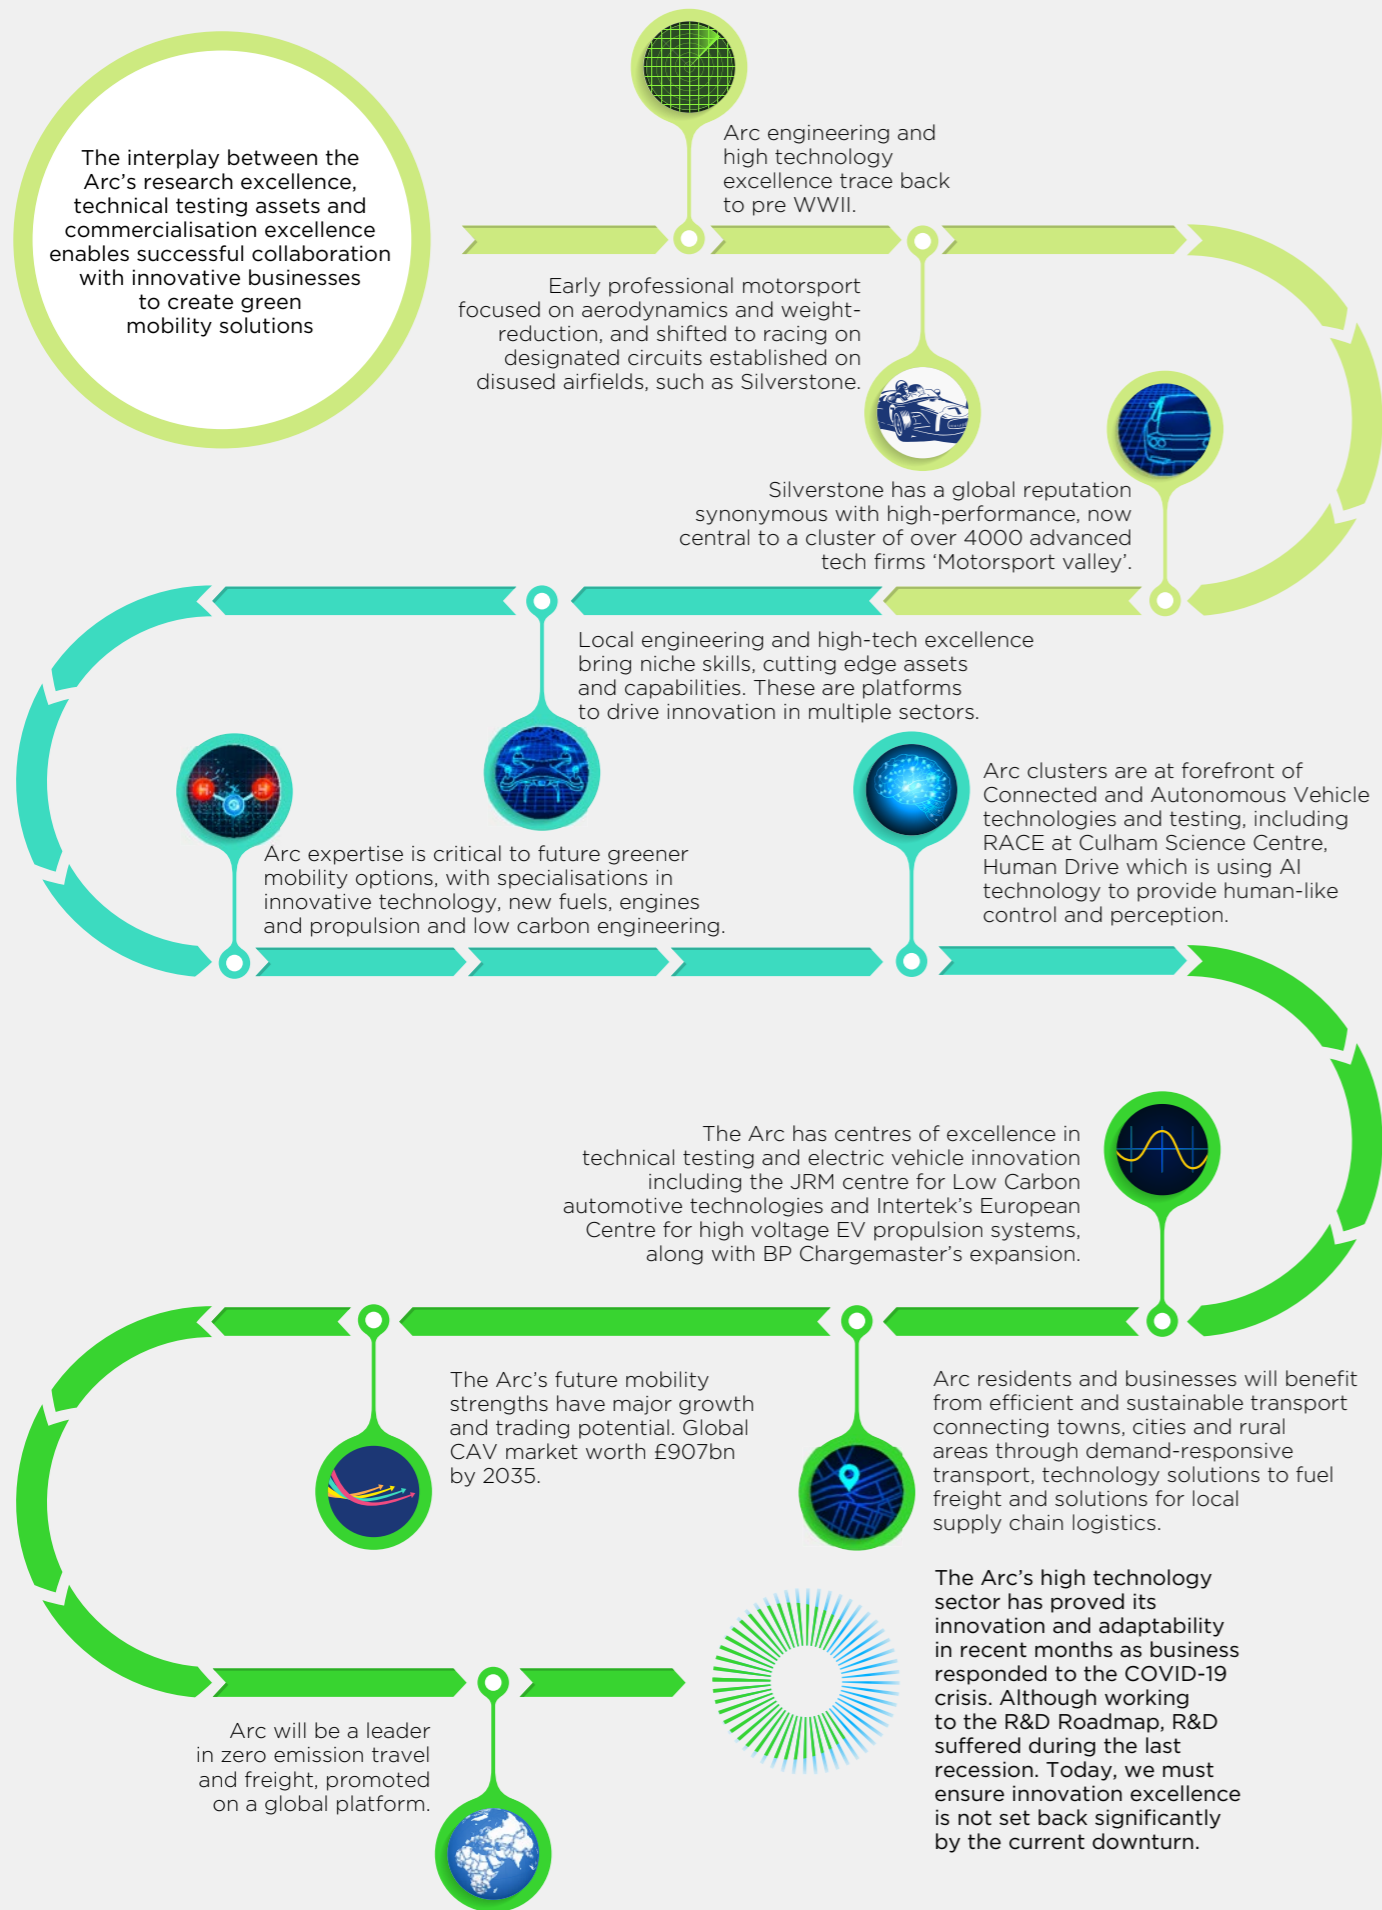 The interplay between the
Arc's research excellence,
technical testing assets and
commercialisation excellence
enables successful collaboration
with innovative businesses
to create green
mobility solutions
Arc engineering and
high technology
excellence trace back
to pre WWII.
Early professional motorsport
focused on aerodynamics and weight-
reduction, and shifted to racing on
designated circuits established on
disused airfields, such as Silverstone.
Silverstone has a global reputation
synonymous with high-performance, now
central to a cluster of over 4000 advanced
tech firms ‘Motorsport valley’.
Local engineering and high-tech excellence
bring niche skills, cutting edge assets
and capabilities. These are platforms
to drive innovation in multiple sectors.
H
H
Arc expertise is critical to future greener
mobility options, with specialisations in
innovative technology, new fuels, engines
and propulsion and low carbon engineering.
Arc clusters are at forefront of
Connected and Autonomous Vehicle
technologies and testing, including
RACE at Culham Science Centre,
Human Drive which is using AI
technology to provide human-like
control and perception.
The Arc has centres of excellence in
technical testing and electric vehicle innovation
including the JRM centre for Low Carbon
automotive technologies and Intertek's European
Centre for high voltage EV propulsion systems,
along with BP Chargemaster's expansion.
Arc residents and businesses will benefit
from efficient and sustainable transport
connecting towns, cities and rural
areas through demand-responsive
transport, technology solutions to fuel
freight and solutions for local
supply chain logistics.
The Arc's future mobility
strengths have major growth
and trading potential. Global
CAV market worth £907bn
by 2035.
Arc will be a leader
in zero emission travel
and freight, promoted
on a global platform.
The Arc's high technology
sector has proved its
innovation and adaptability
in recent months as business
responded to the COVID-19
crisis. Although working
to the R&D Roadmap, R&D
suffered during the last
recession. Today, we must
ensure innovation excellence
is not set back significantly
by the current downturn.